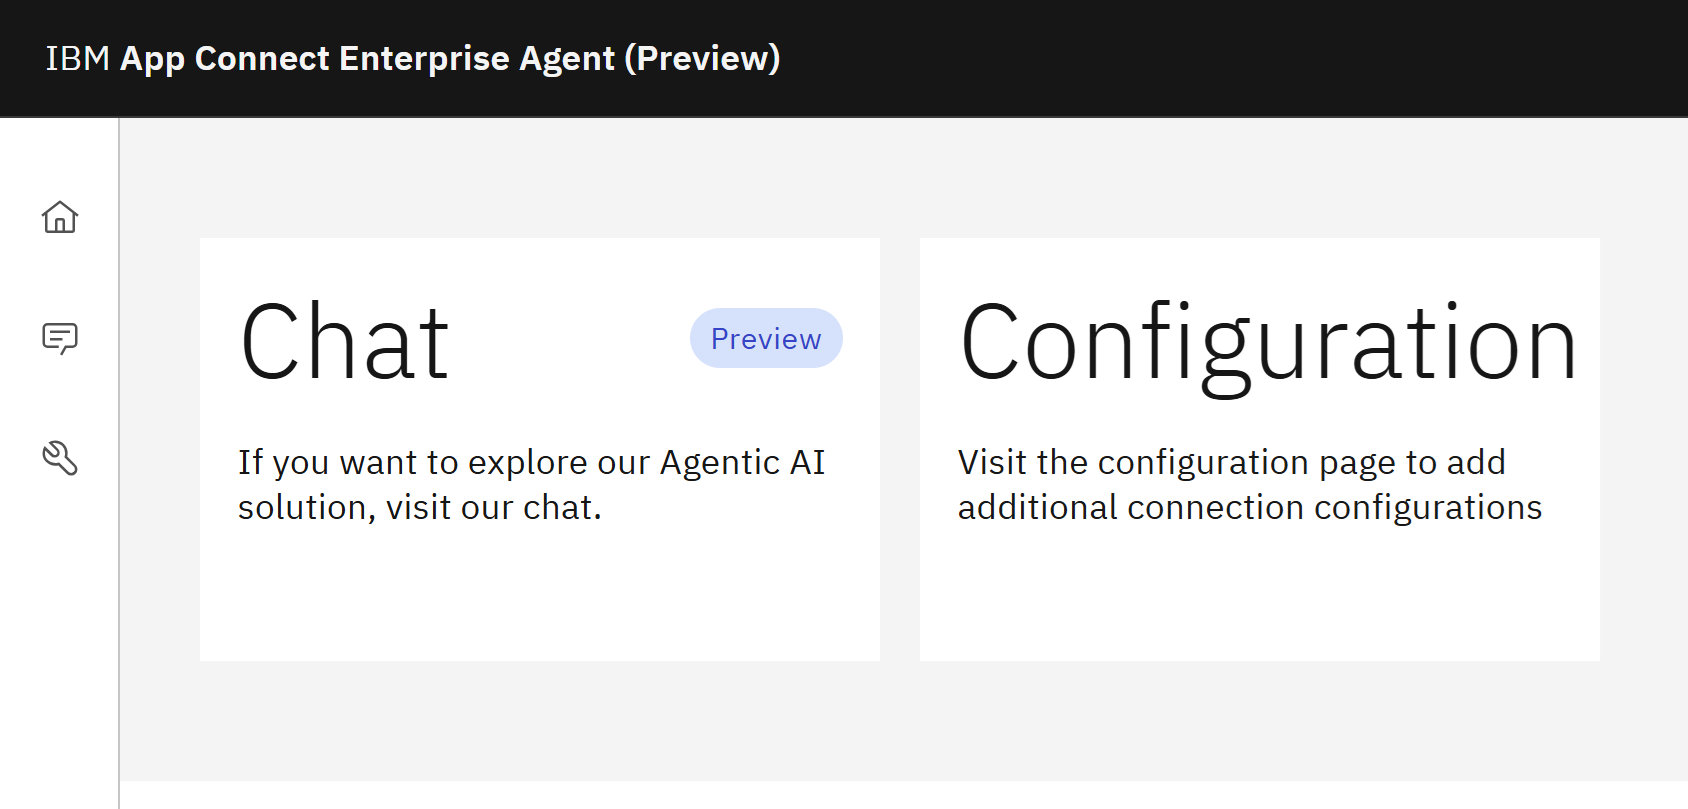 IBM App Connect Enterprise Agent (Preview)
Chat
Preview
If you want to explore our Agentic AI
solution, visit our chat.
Configuration
Visit the configuration page to add
additional connection configurations